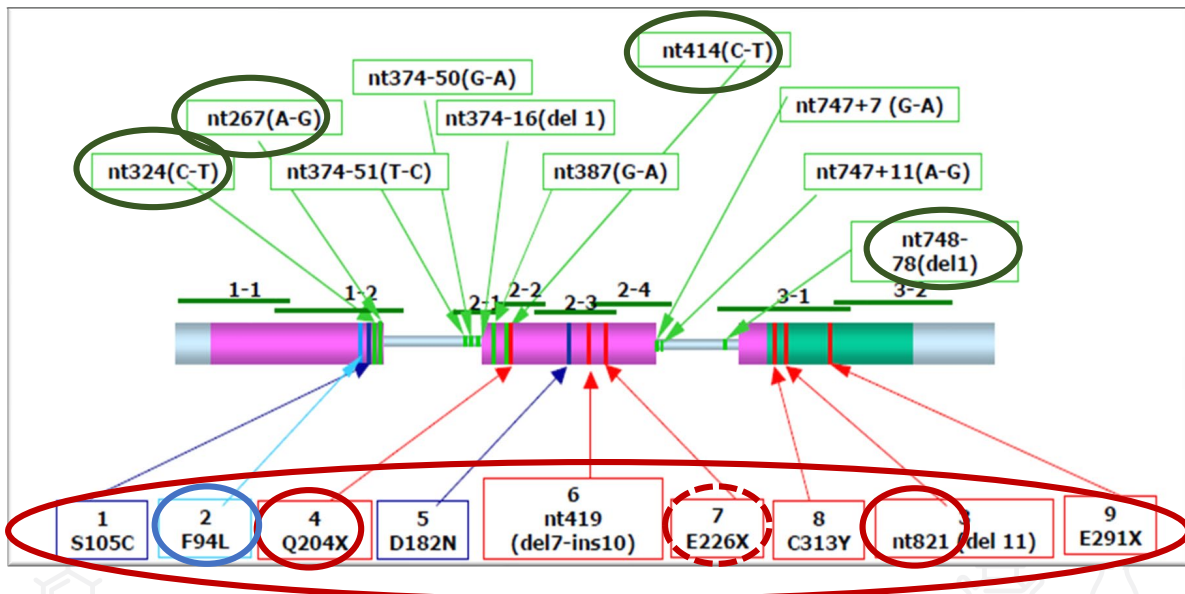 nt414(C-T)
nt374-50(G-A)
nt747+7 (G-A)
nt267(A-G)
nt374-16(del 1)
nt324(C-T)
nt374-51(T-C)
nt387(G-A)
nt747+11(A-G)
nt748-
78(del1)
1-1
1-2
2-1
2-2
2-3
2-4
3-1
3-2
1
S105C
2
F94L
4
Q204X
5
D182N
6
nt419
(del7-ins10)
7
E226X
8
C313Y
3
nt821 (del 11)
9
E291X